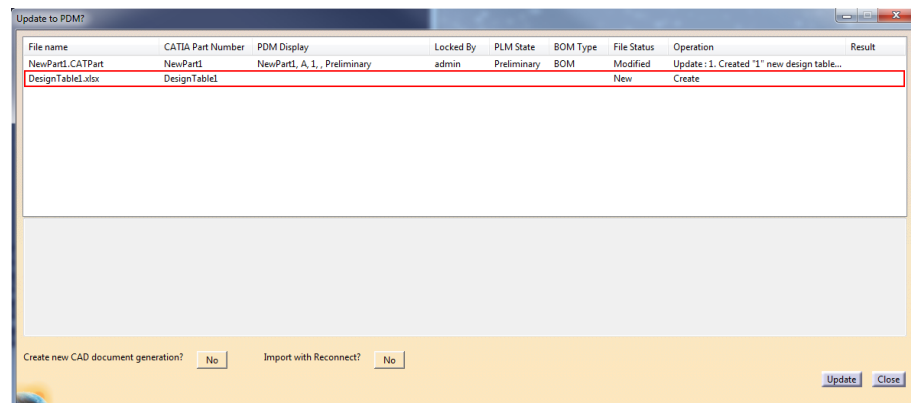 Update to PDM?
File name CATIA Part Number PDM Display Locked By PLM State BOM Type File Status Operation Result
NewPart1.CATPart NewPart1 NewPart1, A, 1, , Preliminary admin Preliminary BOM Modified Update : 1. Created "1" new design table...
DesignTable1.xlsx DesignTable1 New Create
Create new CAD document generation? No Import with Reconnect? No
Update Close